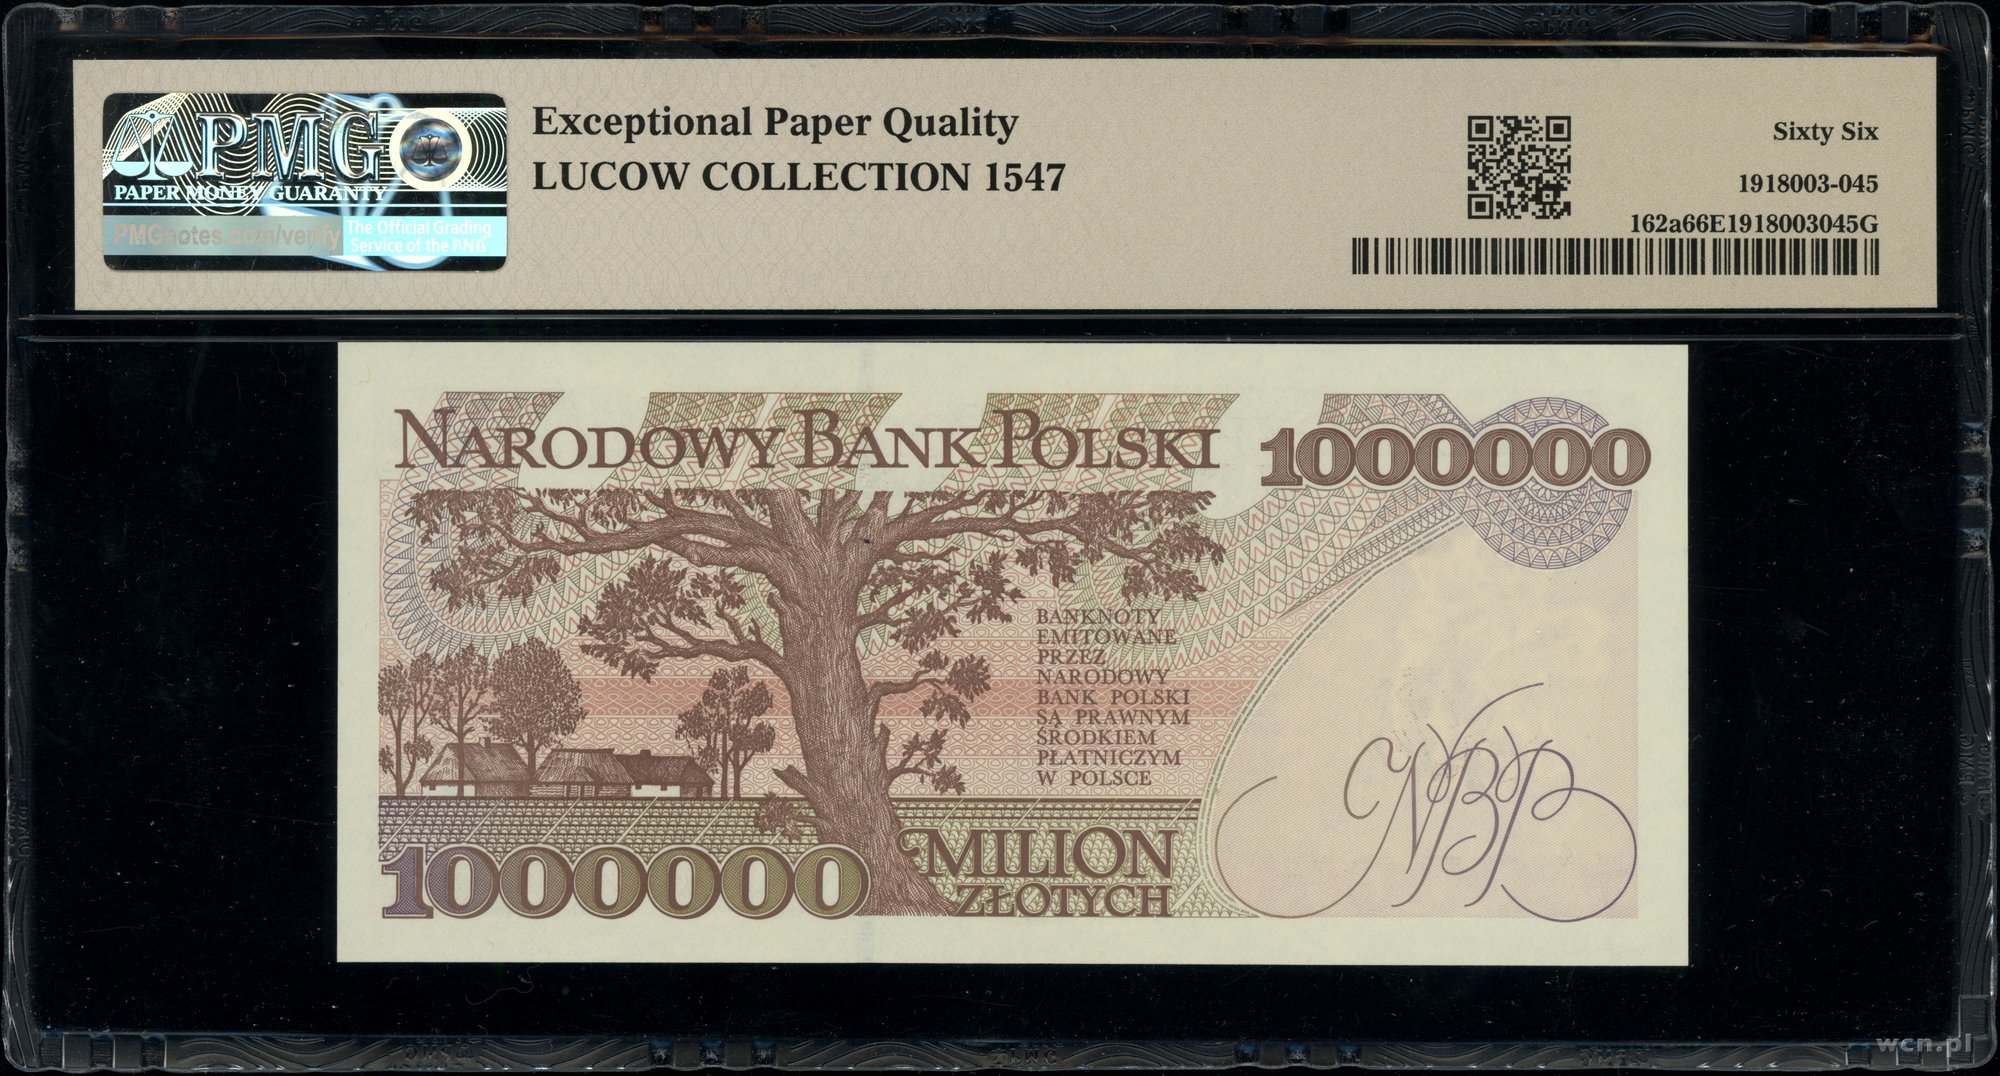 PMG
PAPER MONEY GUARANTY
PMGnotes.com/verify
The Official Grading
Service of the PNG
Exceptional Paper Quality
LUCOW COLLECTION 1547
Sixty Six
1918003-045
162a66E1918003045G
NARODOWY BANK POLSKI
1000000
BANKNOTY
EMITOWANE
PRZEZ
NARODOWY
BANK POLSKI
SĄ PRAWNYM
ŚRODKIEM
PŁATNICZYM
W POLSCE
NBP
1000000
MILION
ZŁOTYCH
wcn.pl